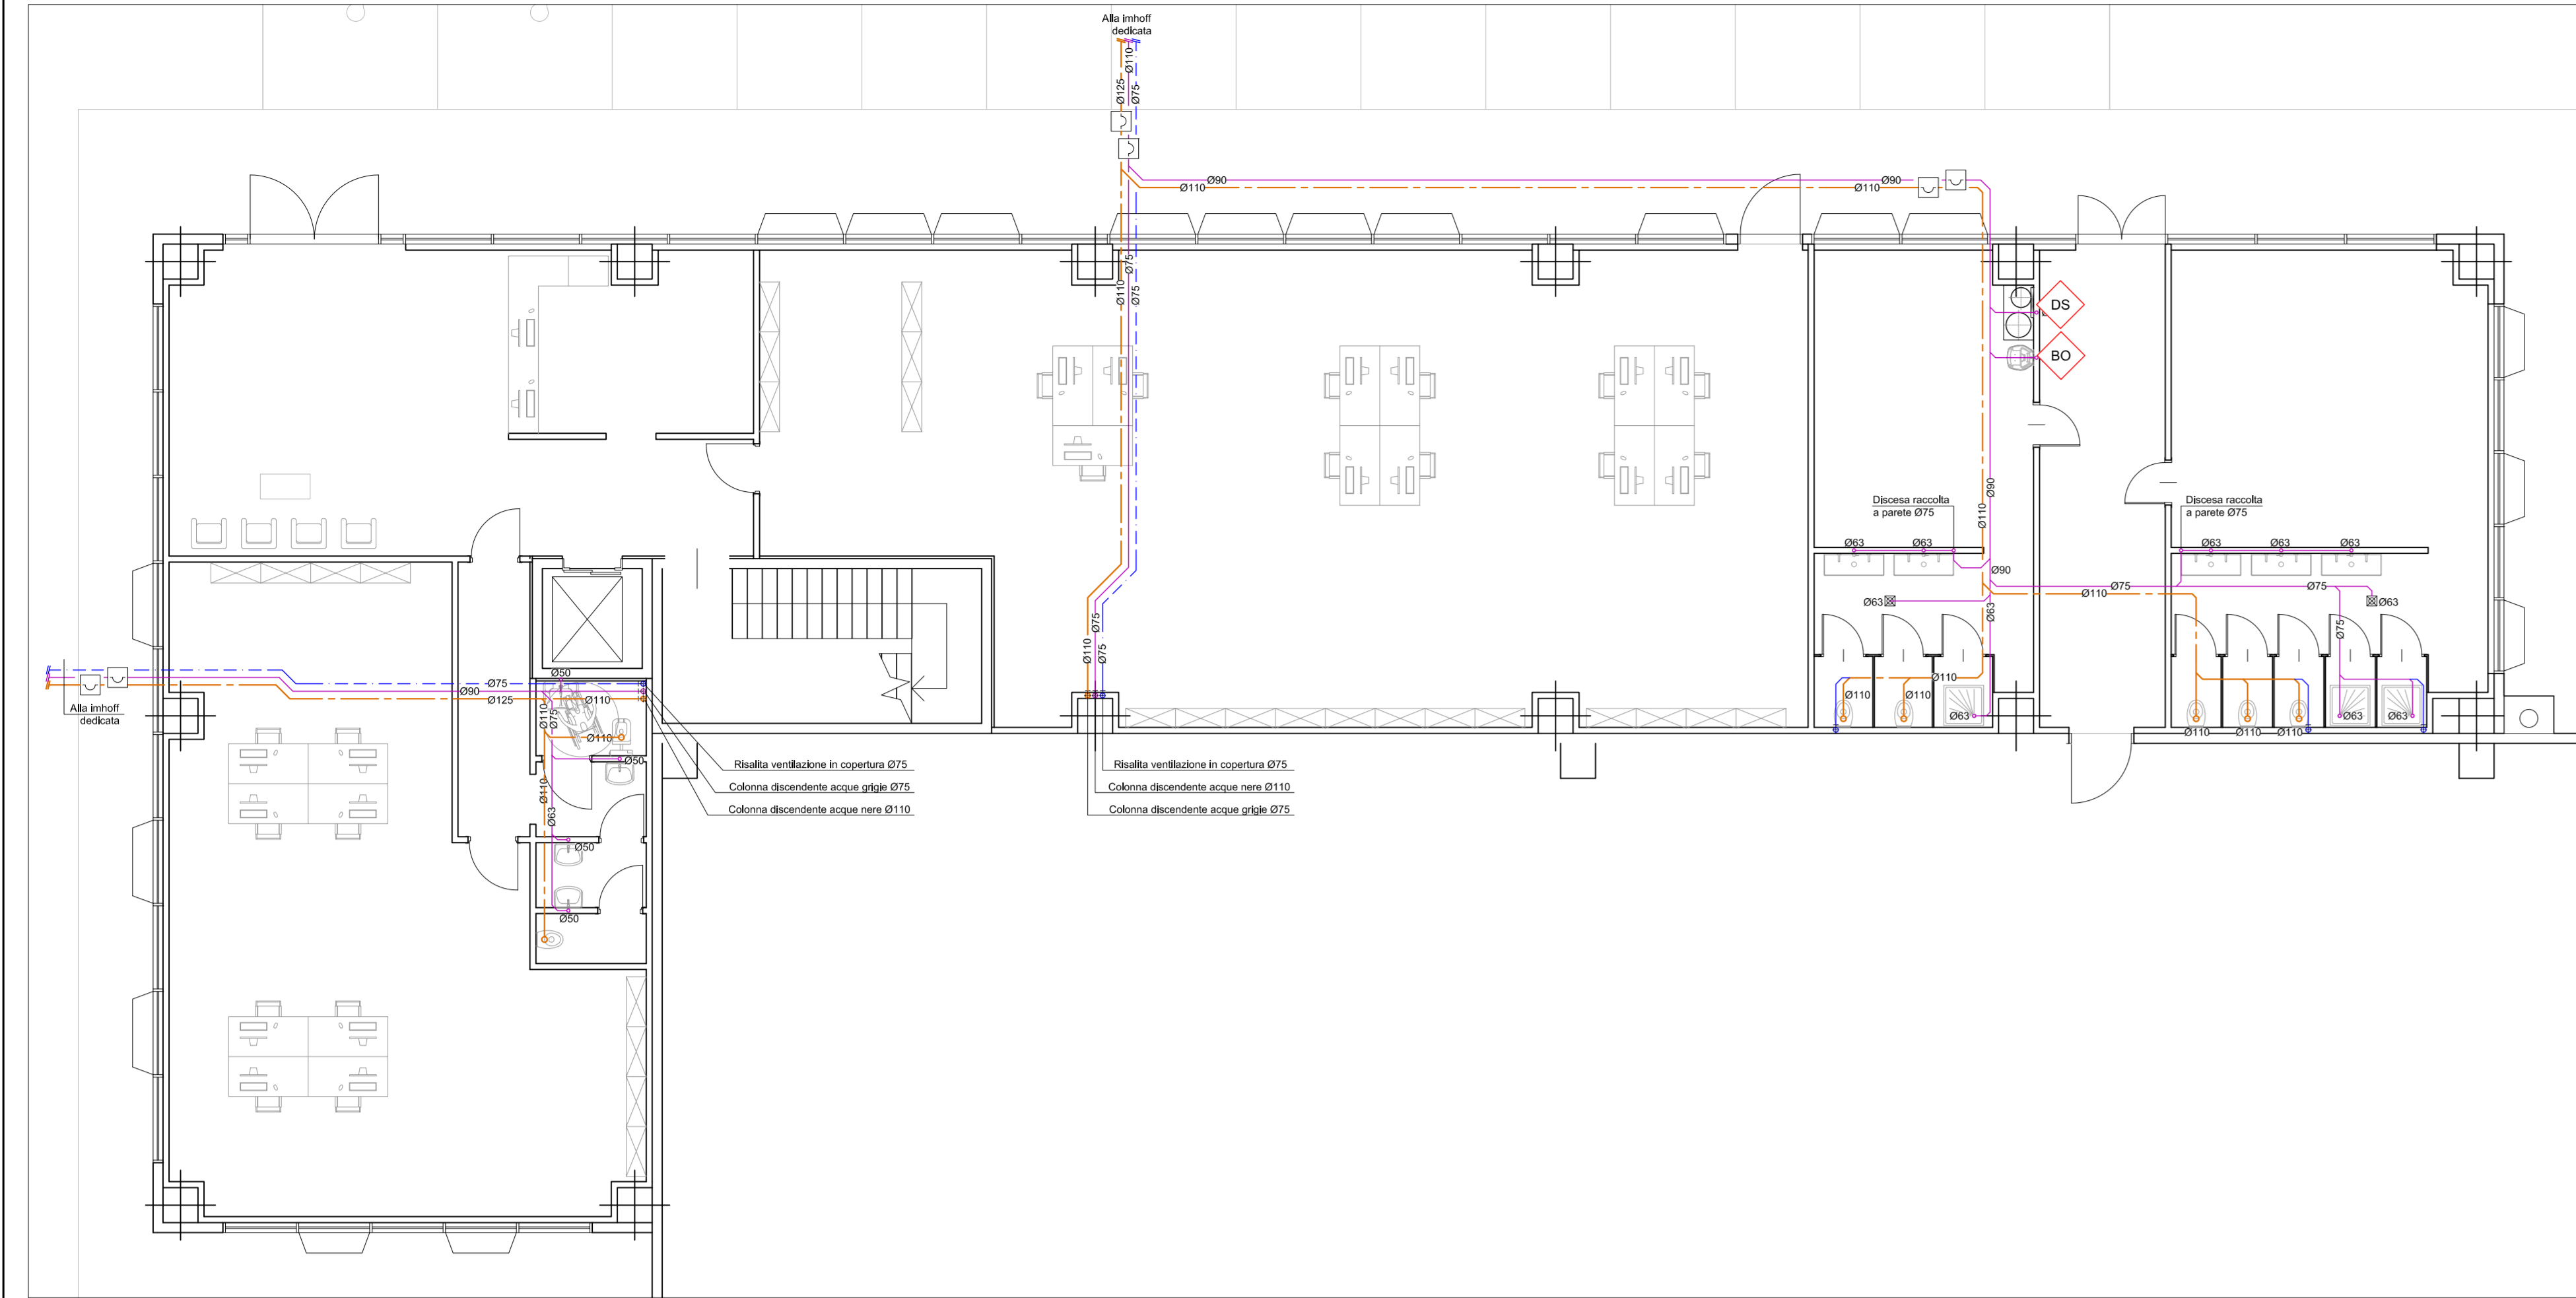 Alla imhoff
dedicata
Ø110
Ø125
Ø75
Ø90
Ø110
Ø90
Ø110
Ø75
Ø110
Ø75
DS
BO
Ø90
Ø110
Discesa raccolta
a parete Ø75
Discesa raccolta
a parete Ø75
Ø63
Ø63
Ø63
Ø63
Ø63
Ø90
Ø75
Ø75
Ø110
Ø63
Ø63
Ø63
Ø75
Ø75
Ø110
Ø75
Ø110
Ø110
Ø110
Ø63
Ø63
Ø63
Ø110
Ø110
Ø110
Ø50
Ø75
Ø90
Ø125
Ø110
Alla imhoff
dedicata
Ø110
Ø75
Ø110
Ø50
Ø110
Ø63
Ø50
Ø50
Risalita ventilazione in copertura Ø75
Colonna discendente acque grigie Ø75
Colonna discendente acque nere Ø110
Risalita ventilazione in copertura Ø75
Colonna discendente acque nere Ø110
Colonna discendente acque grigie Ø75